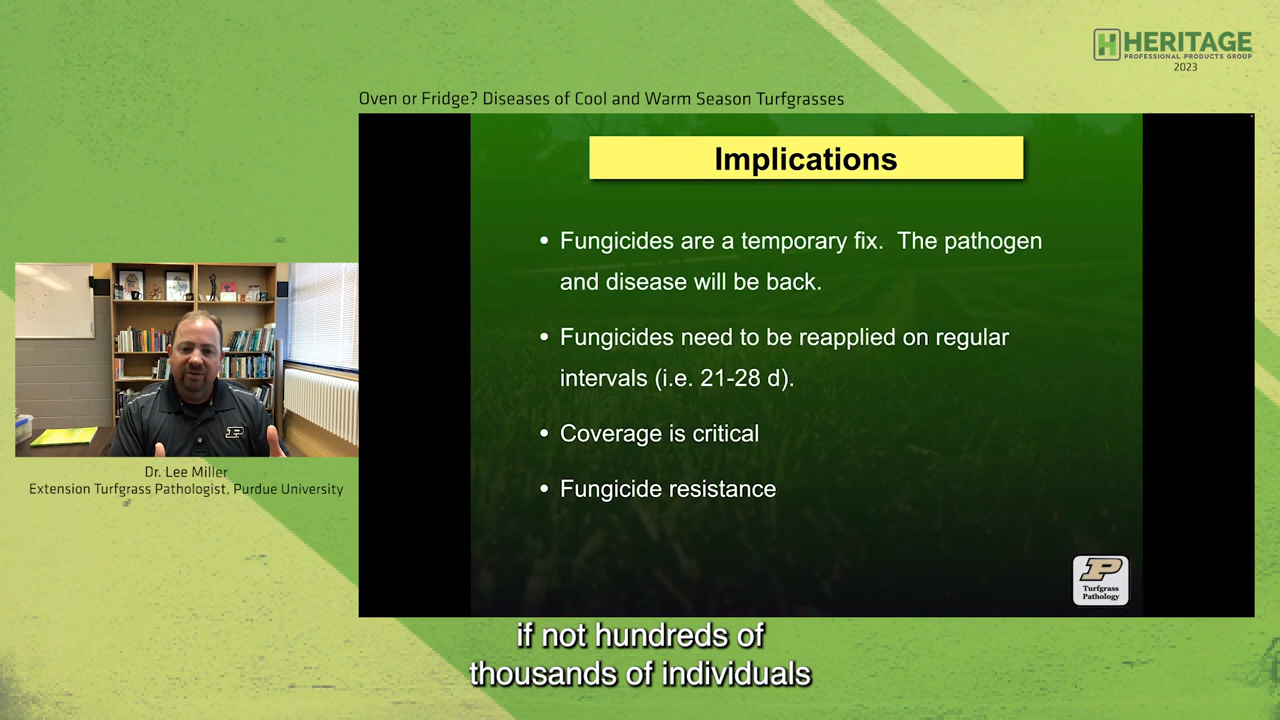 HERITAGE
PROFESSIONAL PRODUCTS GROUP
2023
Oven or Fridge? Diseases of Cool and Warm Season Turfgrasses
Implications
• Fungicides are a temporary fix.  The pathogen
and disease will be back.
• Fungicides need to be reapplied on regular
intervals (i.e. 21-28 d).
• Coverage is critical
• Fungicide resistance
P
Turfgrass
Pathology
P
Dr. Lee Miller
Extension Turfgrass Pathologist, Purdue University
if not hundreds of
thousands of individuals